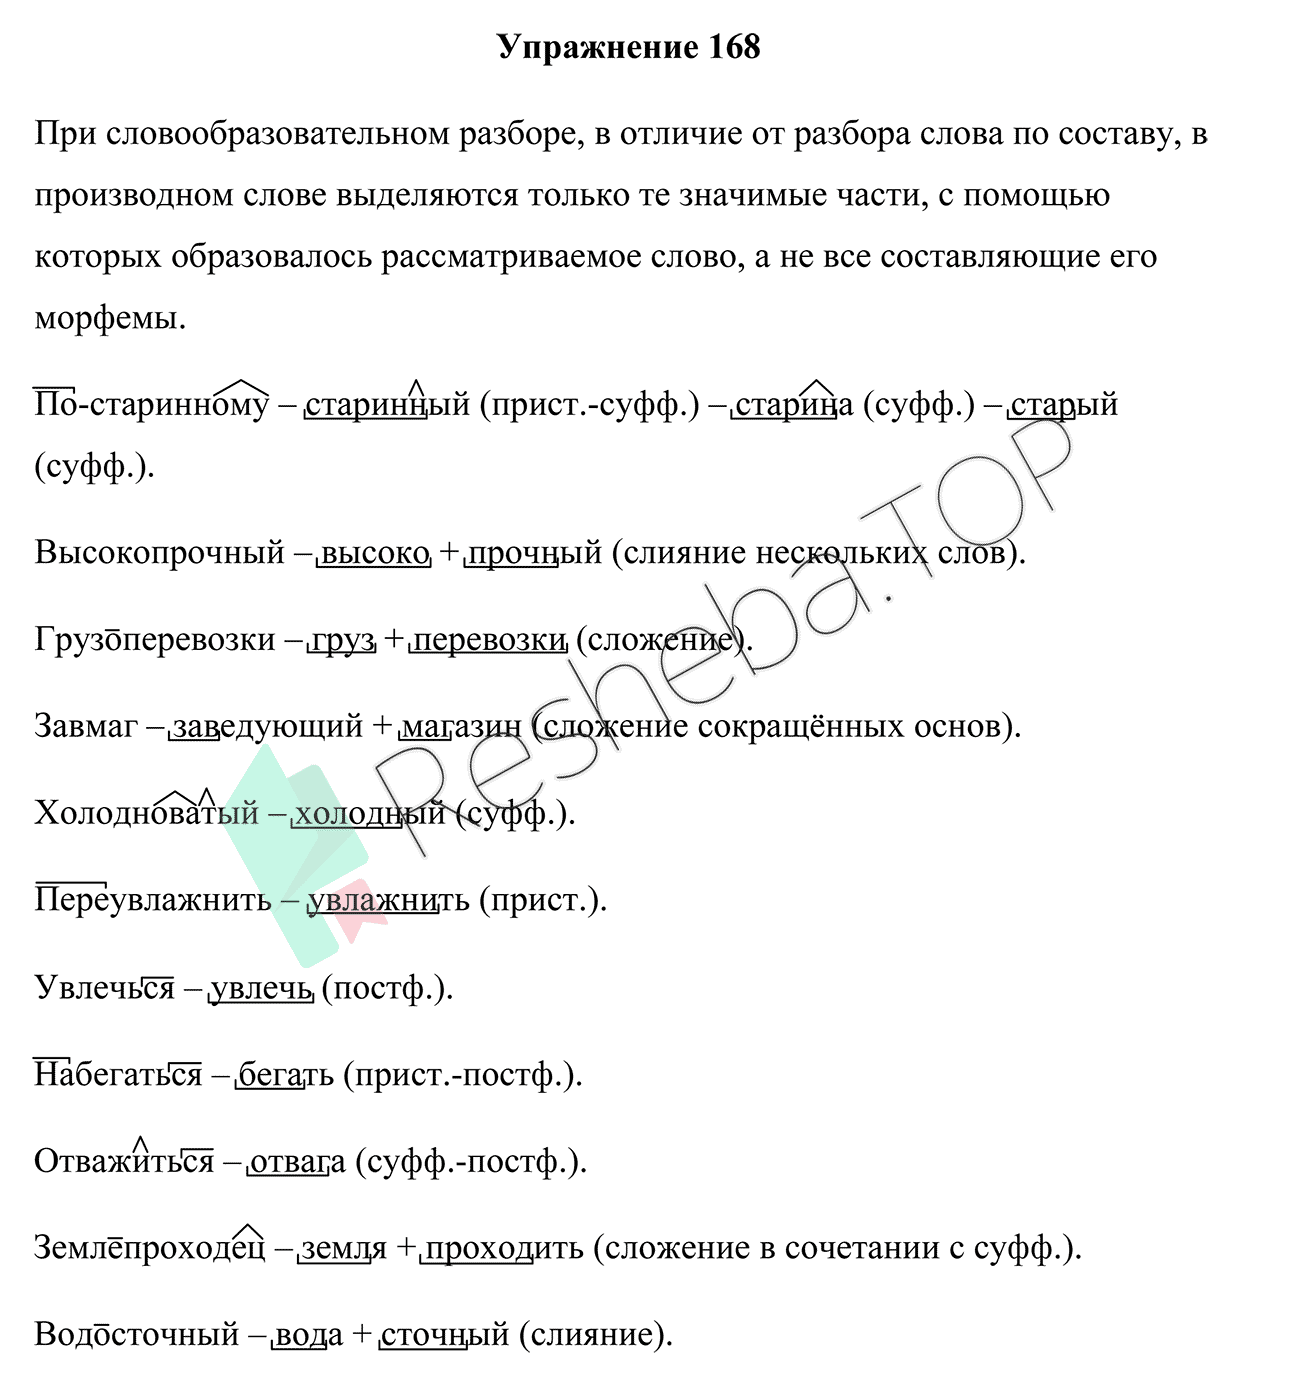 Упражнение 168
При словообразовательном разборе, в отличие от разбора слова по составу, в
производном слове выделяются только те значимые части, с помощью
которых образовалось рассматриваемое слово, а не все составляющие его
морфемы.
По-старинному – старинный (прист.-суфф.) – старина (суфф.) – старый
(суфф.).
Высокопрочный – высоко + прочный (слияние нескольких слов).
Грузоперевозки – груз + перевозки (сложение).
Завмаг – заведующий + магазин (сложение сокращённых основ).
Холодноватый – холодный (суфф.).
Переувлажнить – увлажнить (прист.).
Увлечься – увлечь (постф.).
Набегаться – бегать (прист.-постф.).
Отважиться – отвага (суфф.-постф.).
Землепроходец – земля + проходить (сложение в сочетании с суфф.).
Водосточный – вода + сточный (слияние).
Resheba.TOP